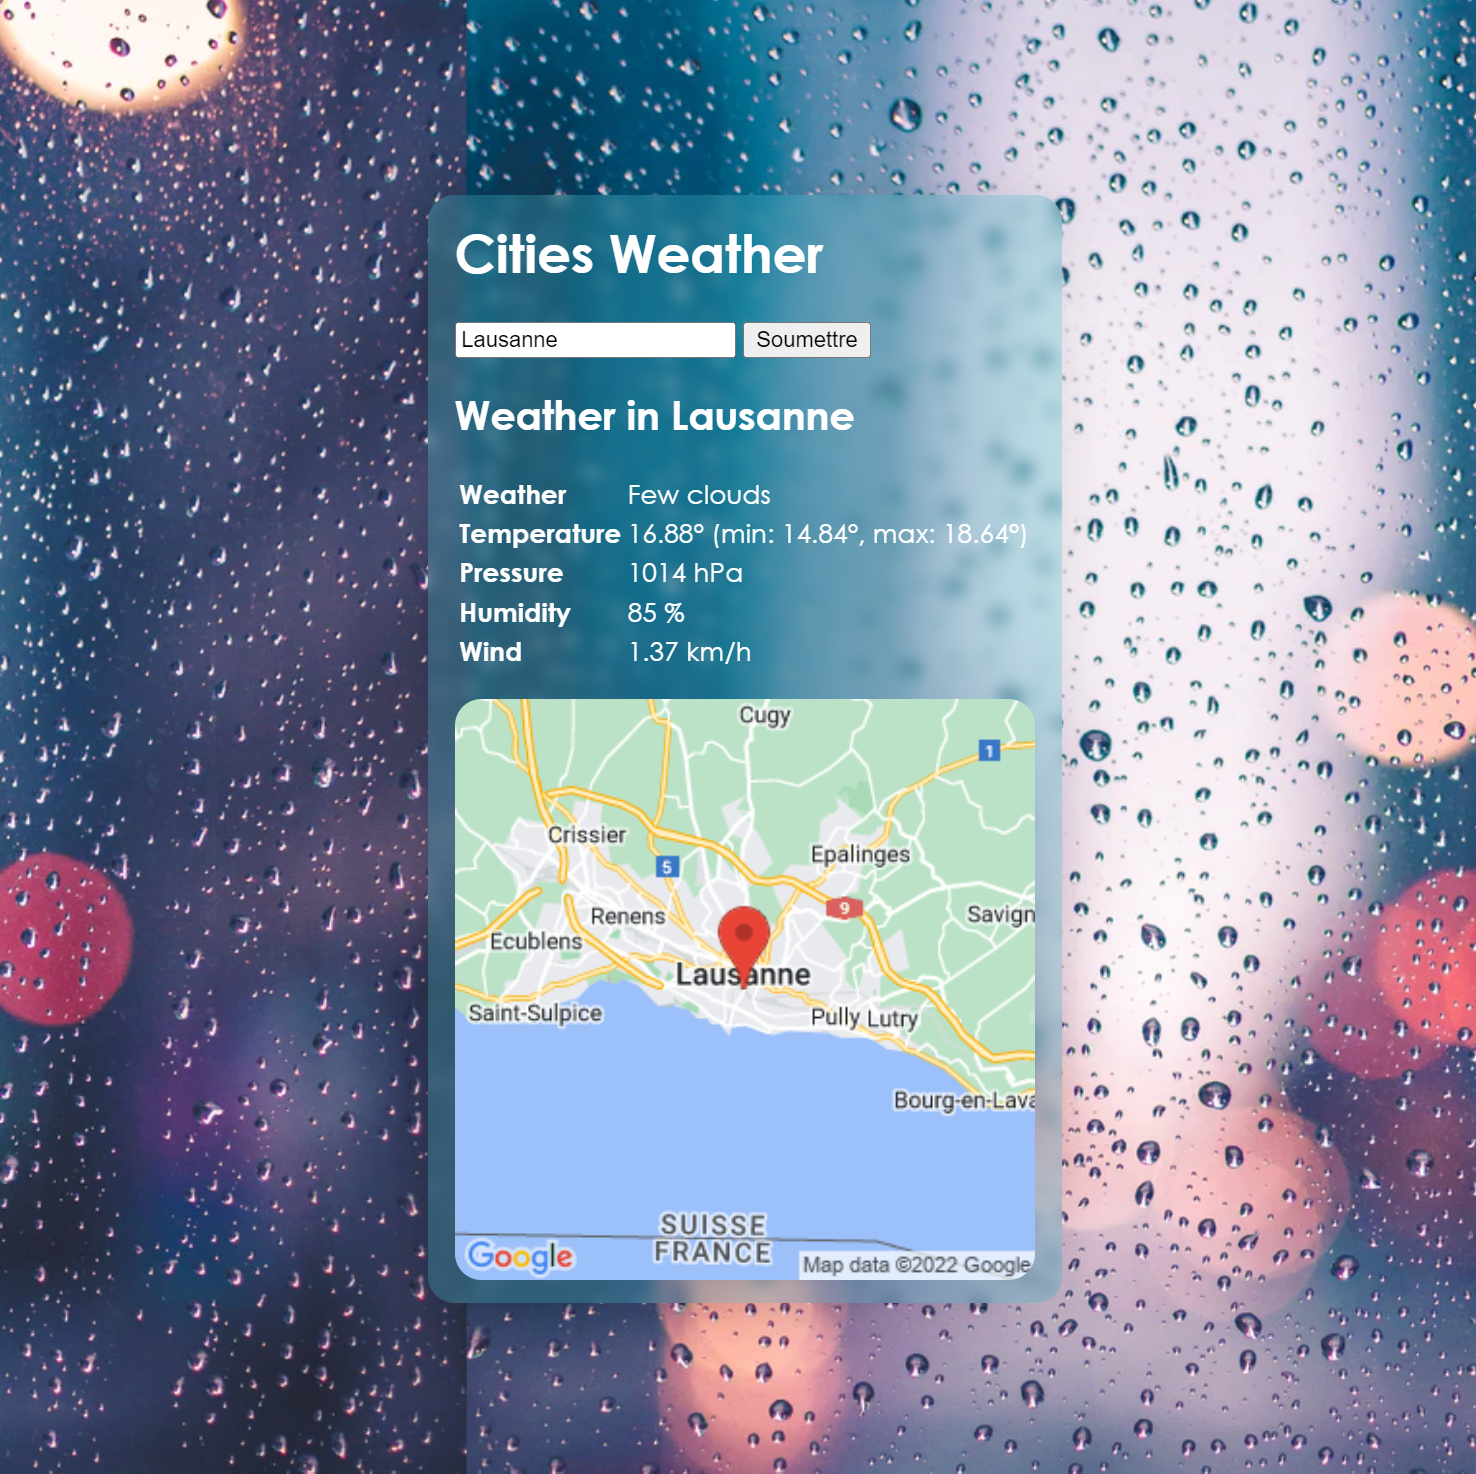 Cities Weather
Lausanne
Soumettre
Weather in Lausanne
Weather Few clouds
Temperature 16.88° (min: 14.84°, max: 18.64°)
Pressure 1014 hPa
Humidity 85 %
Wind 1.37 km/h
Cugy
1
Crissier
Epalinges
5
9
Renens
Savign
Ecublens
Lausanne
Saint-Sulpice
Pully Lutry
Bourg-en-Lava
SUISSE
FRANCE
Google
Map data ©2022 Google